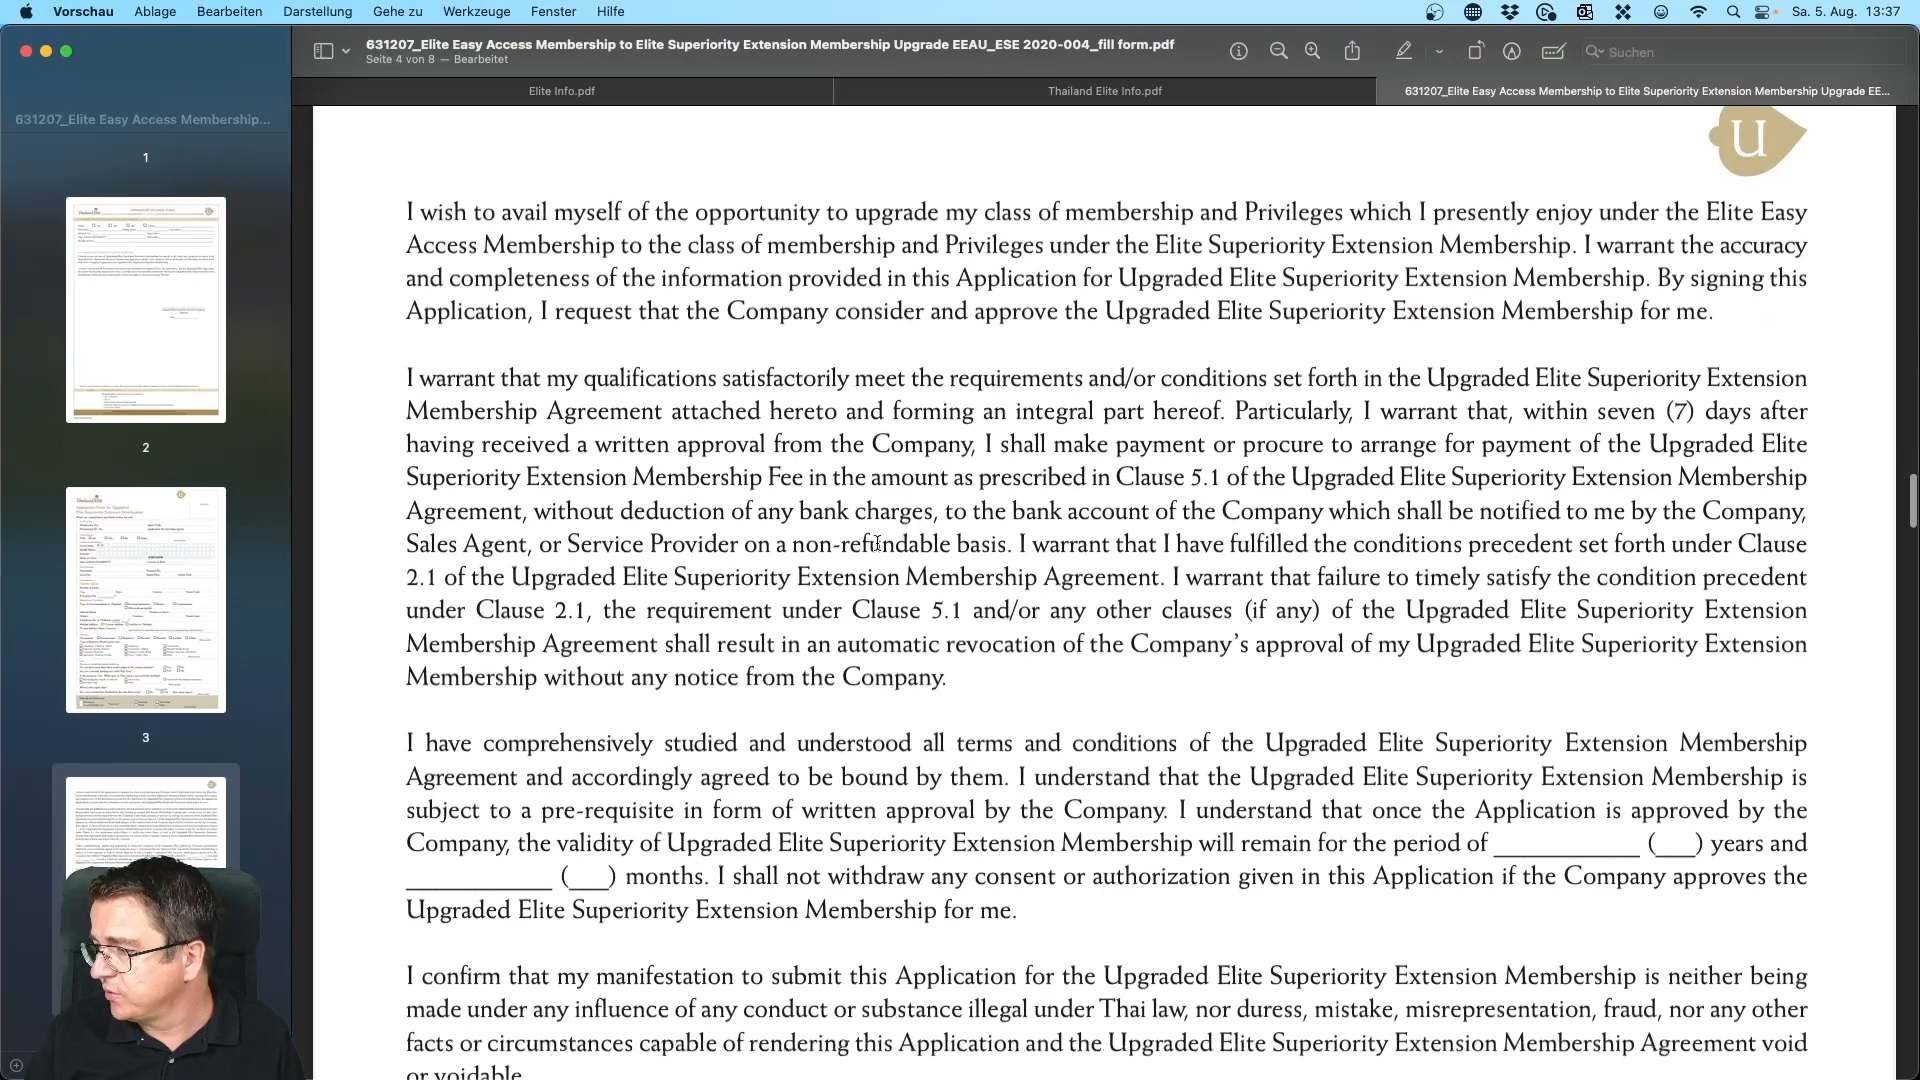 Vorschau Ablage Bearbeiten Darstellung Gehe zu Werkzeuge Fenster Hilfe Sa. 5. Aug. 13:37
631207_Elite Easy Access Membership to Elite Superiority Extension Membership Upgrade EEAU_ESE 2020-004_fill form.pdf
Seite 4 von 8 — Bearbeitet
Suchen
Elite Info.pdf
Thailand Elite Info.pdf
631207_Elite Easy Access Membership to Elite Superiority Extension Membership Upgrade EE...
631207_Elite Easy Access Membership...
1
2
3
U
I wish to avail myself of the opportunity to upgrade my class of membership and Privileges which I presently enjoy under the Elite Easy
Access Membership to the class of membership and Privileges under the Elite Superiority Extension Membership. I warrant the accuracy
and completeness of the information provided in this Application for Upgraded Elite Superiority Extension Membership. By signing this
Application, I request that the Company consider and approve the Upgraded Elite Superiority Extension Membership for me.
I warrant that my qualifications satisfactorily meet the requirements and/or conditions set forth in the Upgraded Elite Superiority Extension
Membership Agreement attached hereto and forming an integral part hereof. Particularly, I warrant that, within seven (7) days after
having received a written approval from the Company, I shall make payment or procure to arrange for payment of the Upgraded Elite
Superiority Extension Membership Fee in the amount as prescribed in Clause 5.1 of the Upgraded Elite Superiority Extension Membership
Agreement, without deduction of any bank charges, to the bank account of the Company which shall be notified to me by the Company,
Sales Agent, or Service Provider on a non-refundable basis. I warrant that I have fulfilled the conditions precedent set forth under Clause
2.1 of the Upgraded Elite Superiority Extension Membership Agreement. I warrant that failure to timely satisfy the condition precedent
under Clause 2.1, the requirement under Clause 5.1 and/or any other clauses (if any) of the Upgraded Elite Superiority Extension
Membership Agreement shall result in an automatic revocation of the Company's approval of my Upgraded Elite Superiority Extension
Membership without any notice from the Company.
I have comprehensively studied and understood all terms and conditions of the Upgraded Elite Superiority Extension Membership
Agreement and accordingly agreed to be bound by them. I understand that the Upgraded Elite Superiority Extension Membership is
subject to a pre-requisite in form of written approval by the Company. I understand that once the Application is approved by the
Company, the validity of Upgraded Elite Superiority Extension Membership will remain for the period of ___________ (___) years and
___________ (___) months. I shall not withdraw any consent or authorization given in this Application if the Company approves the
Upgraded Elite Superiority Extension Membership for me.
I confirm that my manifestation to submit this Application for the Upgraded Elite Superiority Extension Membership is neither being
made under any influence of any conduct or substance illegal under Thai law, nor duress, mistake, misrepresentation, fraud, nor any other
facts or circumstances capable of rendering this Application and the Upgraded Elite Superiority Extension Membership Agreement void
or voidable.